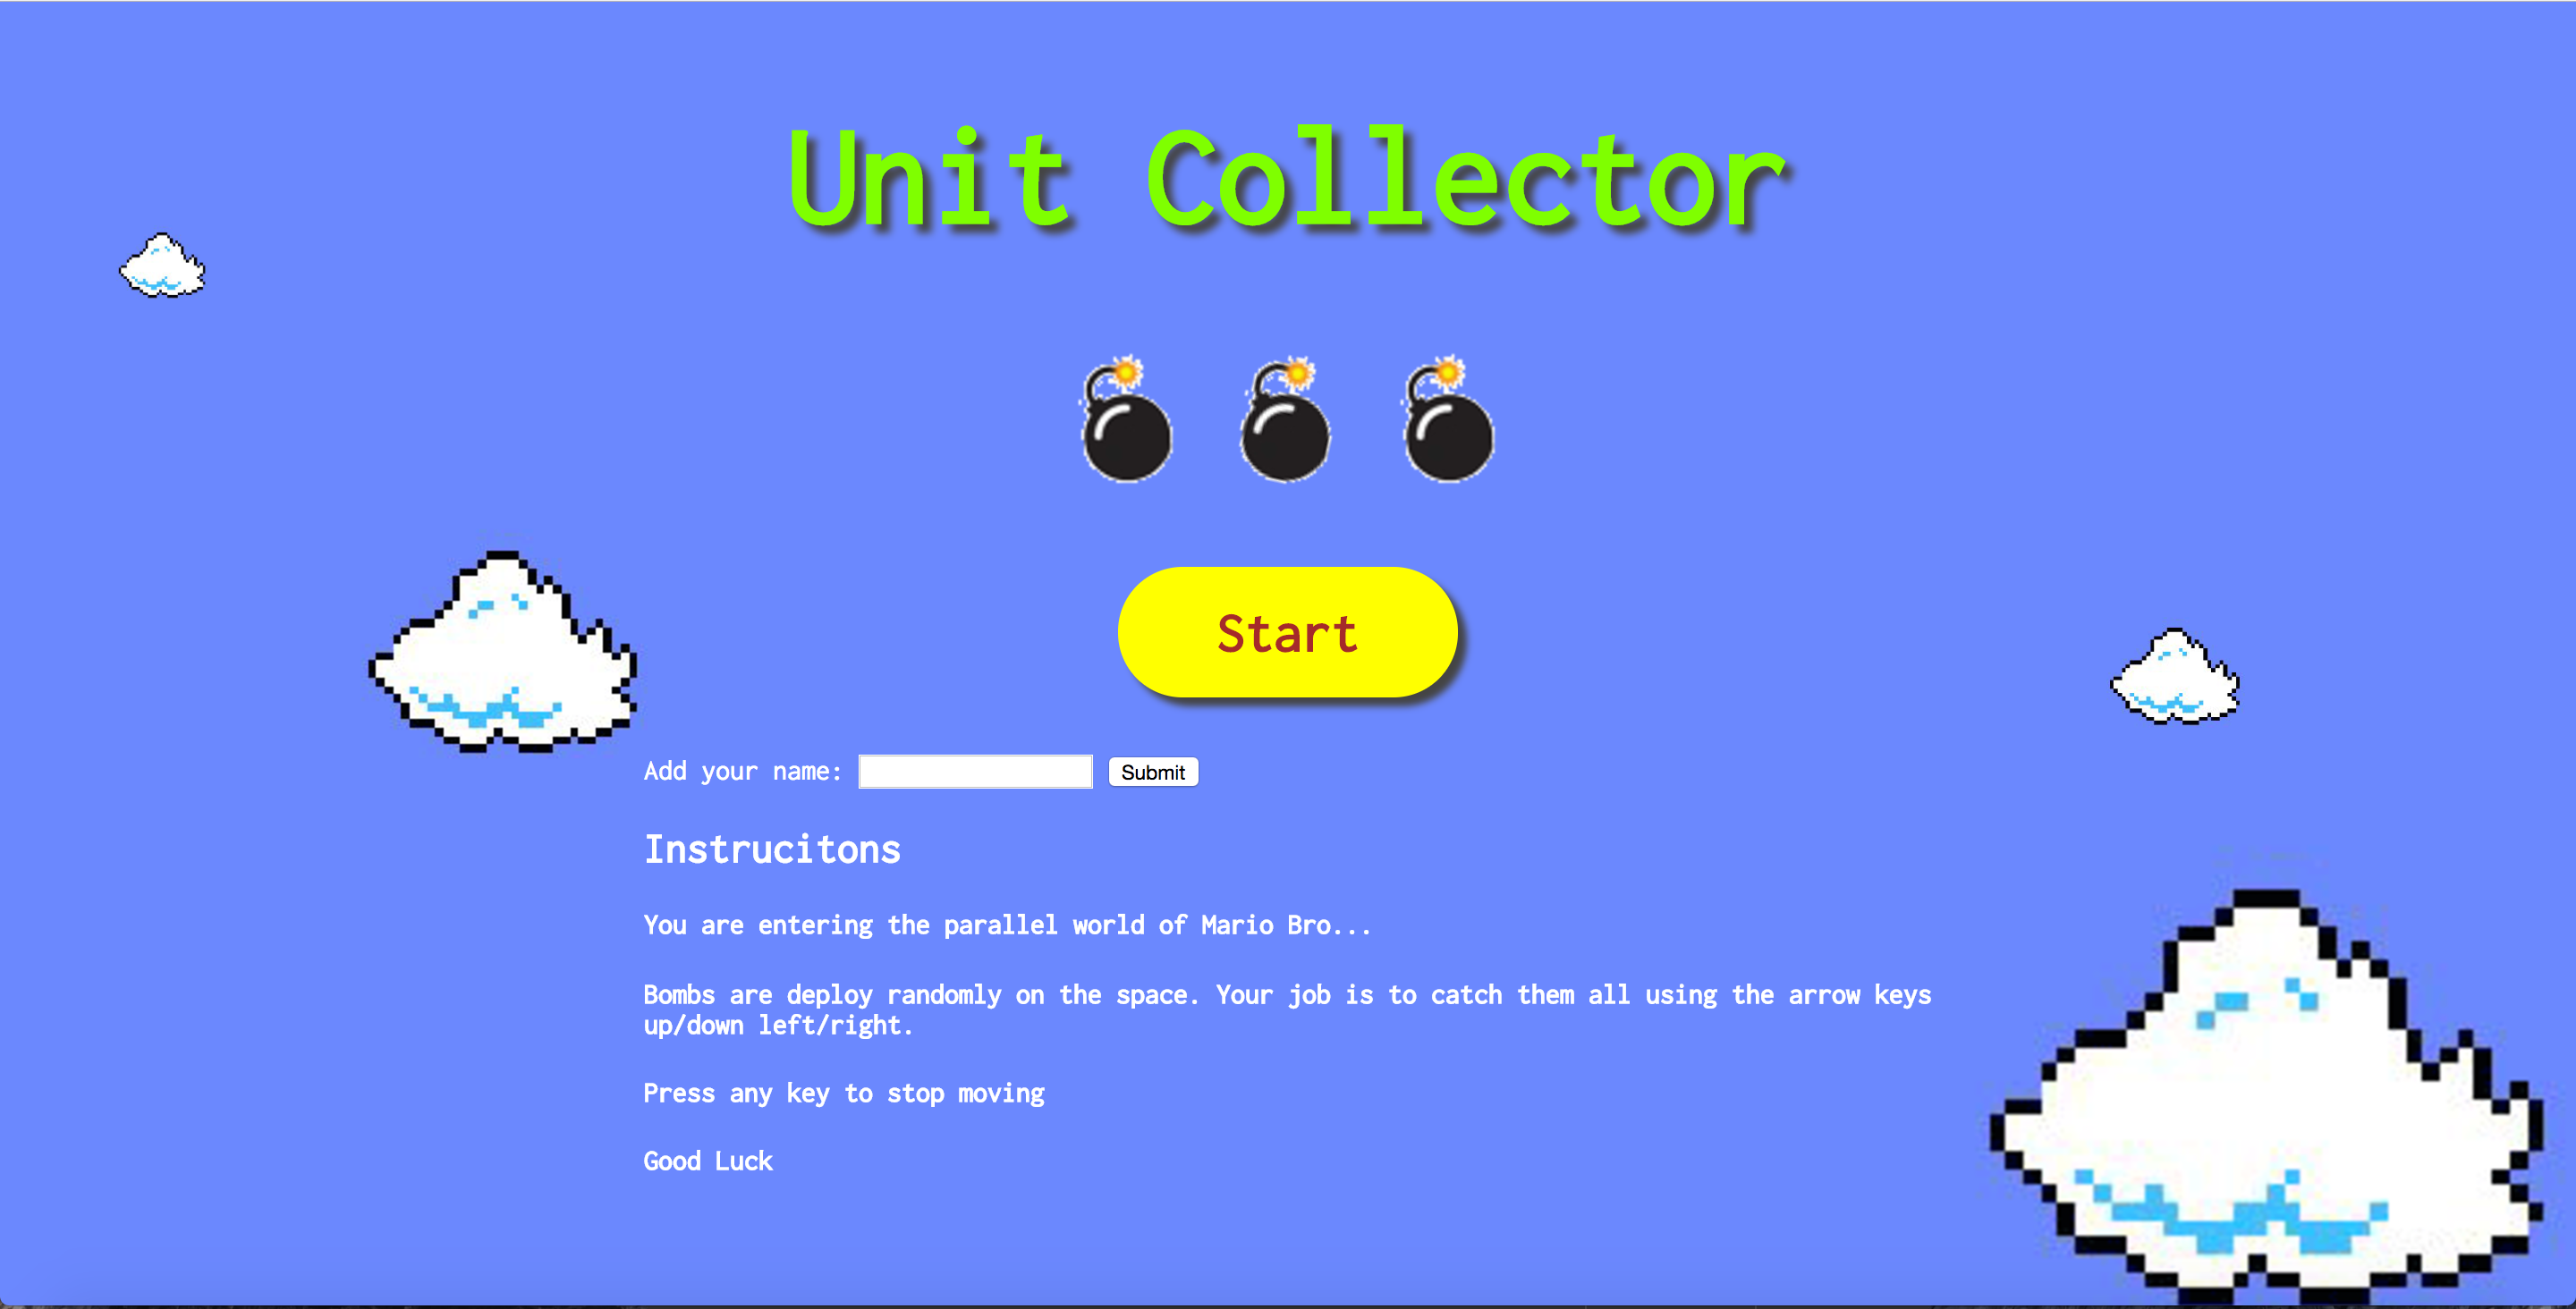 Unit Collector
Start
Add your name: Submit
Instrucitons
You are entering the parallel world of Mario Bro...
Bombs are deploy randomly on the space. Your job is to catch them all using the arrow keys
up/down left/right.
Press any key to stop moving
Good Luck